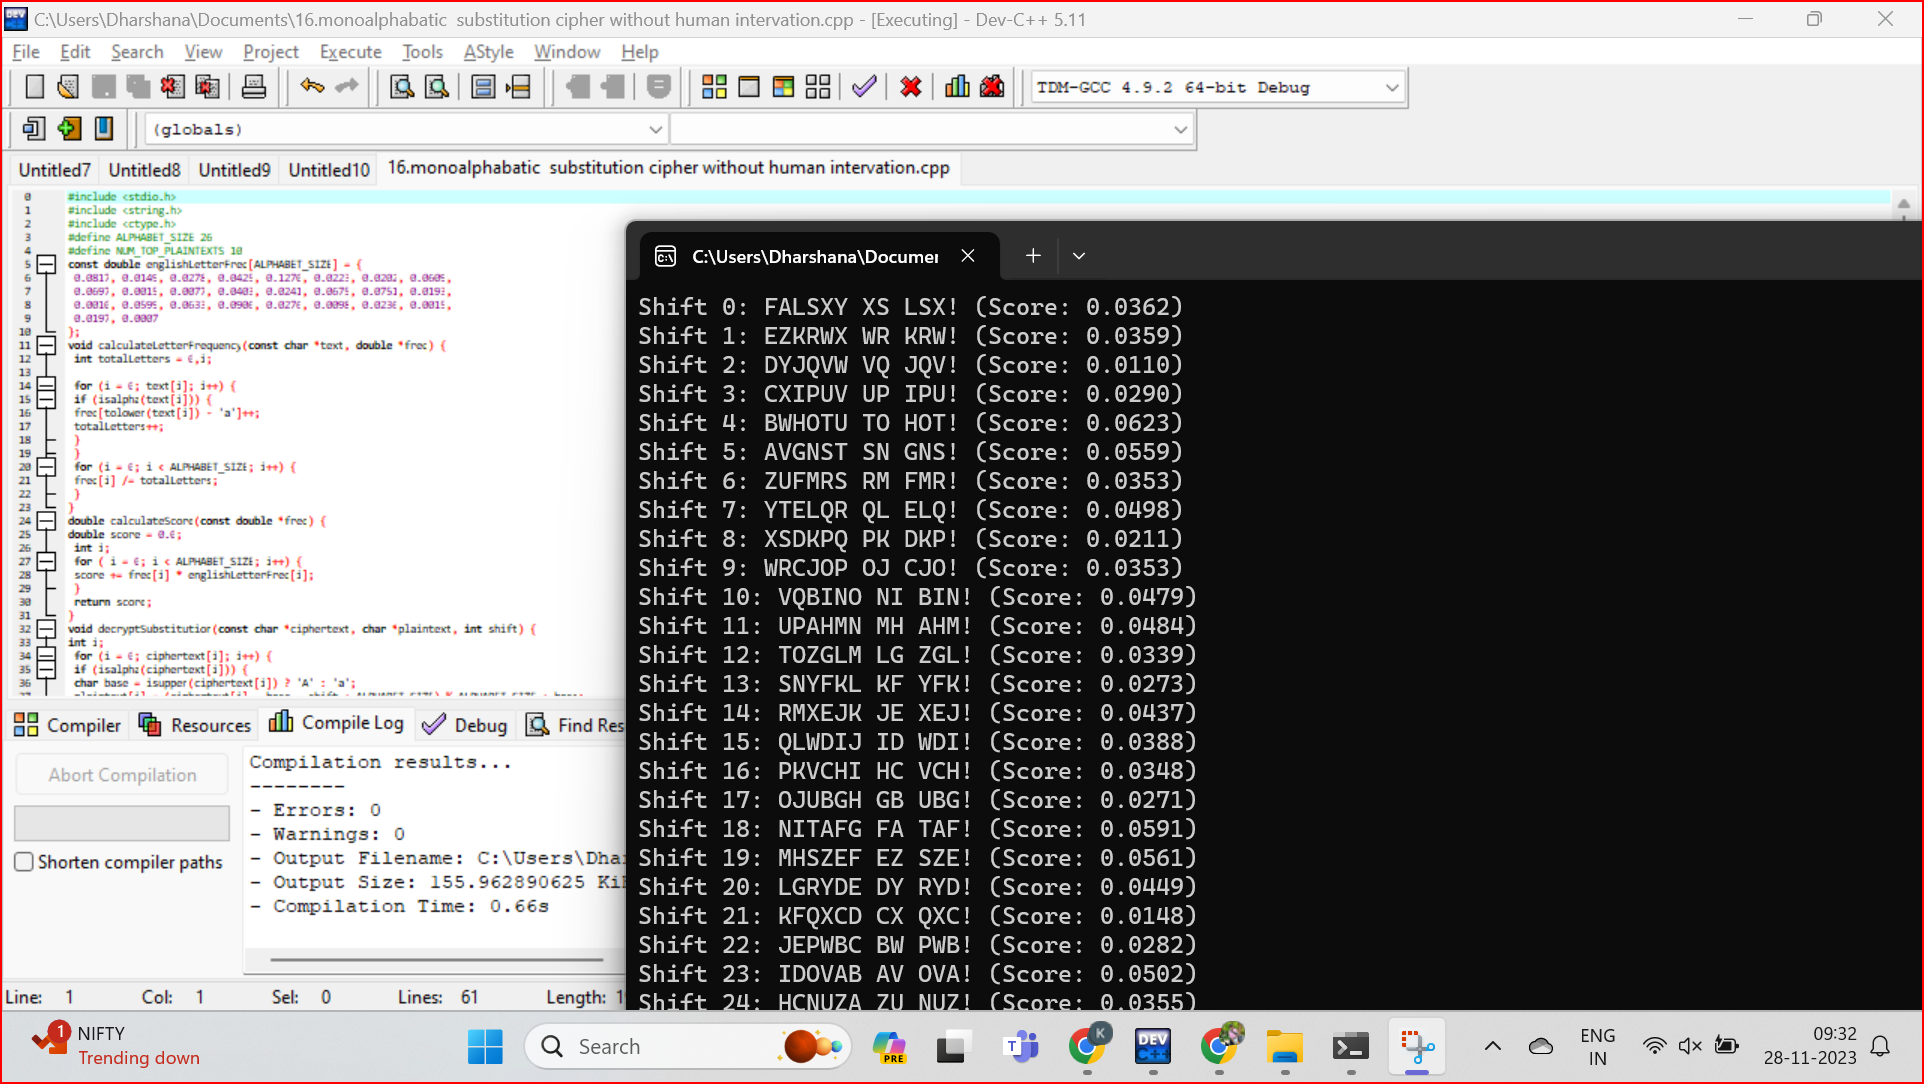 C:\Users\Dharshana\Documents\16.monoalphabatic  substitution cipher without human intervation.cpp - [Executing] - Dev-C++ 5.11
File Edit Search View Project Execute Tools AStyle Window Help
TDM-GCC 4.9.2 64-bit Debug
(globals)
Untitled7 Untitled8 Untitled9 Untitled10 16.monoalphabatic  substitution cipher without human intervation.cpp
0 #include <stdio.h>
1 #include <string.h>
2 #include <ctype.h>
3 #define ALPHABET_SIZE 26
4 #define NUM_TOP_PLAINTEXTS 10
5 const double englishLetterFreq[ALPHABET_SIZE] = {
6 0.0817, 0.0149, 0.0278, 0.0425, 0.1270, 0.0223, 0.0202, 0.0609,
7 0.0697, 0.0015, 0.0077, 0.0403, 0.0241, 0.0675, 0.0751, 0.0193,
8 0.0010, 0.0599, 0.0633, 0.0906, 0.0276, 0.0098, 0.0236, 0.0015,
9 0.0197, 0.0007
10 };
11 void calculateLetterFrequency(const char *text, double *freq) {
12 int totalLetters = 0,i;
13
14 for (i = 0; text[i]; i++) {
15 if (isalpha(text[i])) {
16 freq[tolower(text[i]) - 'a']++;
17 totalLetters++;
18 }
19 }
20 for (i = 0; i < ALPHABET_SIZE; i++) {
21 freq[i] /= totalLetters;
22 }
23 }
24 double calculateScore(const double *freq) {
25 double score = 0.0;
26 int i;
27 for ( i = 0; i < ALPHABET_SIZE; i++) {
28 score += freq[i] * englishLetterFreq[i];
29 }
30 return score;
31 }
32 void decryptSubstitution(const char *ciphertext, char *plaintext, int shift) {
33 int i;
34 for (i = 0; ciphertext[i]; i++) {
35 if (isalpha(ciphertext[i])) {
36 char base = isupper(ciphertext[i]) ? 'A' : 'a';
C:\Users\Dharshana\Documen
Shift 0: FALSXY XS LSX! (Score: 0.0362)
Shift 1: EZKRWX WR KRW! (Score: 0.0359)
Shift 2: DYJQVW VQ JQV! (Score: 0.0110)
Shift 3: CXIPUV UP IPU! (Score: 0.0290)
Shift 4: BWHOTU TO HOT! (Score: 0.0623)
Shift 5: AVGNST SN GNS! (Score: 0.0559)
Shift 6: ZUFMRS RM FMR! (Score: 0.0353)
Shift 7: YTELQR QL ELQ! (Score: 0.0498)
Shift 8: XSDKPQ PK DKP! (Score: 0.0211)
Shift 9: WRCJOP OJ CJO! (Score: 0.0353)
Shift 10: VQBINO NI BIN! (Score: 0.0479)
Shift 11: UPAHMN MH AHM! (Score: 0.0484)
Shift 12: TOZGLM LG ZGL! (Score: 0.0339)
Shift 13: SNYFKL KF YFK! (Score: 0.0273)
Shift 14: RMXEJK JE XEJ! (Score: 0.0437)
Shift 15: QLWDIJ ID WDI! (Score: 0.0388)
Shift 16: PKVCHI HC VCH! (Score: 0.0348)
Shift 17: OJUBGH GB UBG! (Score: 0.0271)
Shift 18: NITAFG FA TAF! (Score: 0.0591)
Shift 19: MHSZEF EZ SZE! (Score: 0.0561)
Shift 20: LGRYDE DY RYD! (Score: 0.0449)
Shift 21: KFQXCD CX QXC! (Score: 0.0148)
Shift 22: JEPWBC BW PWB! (Score: 0.0282)
Shift 23: IDOVAB AV OVA! (Score: 0.0502)
Shift 24: HCNUZA ZU NUZ! (Score: 0.0355)
Compiler Resources Compile Log Debug Find Res
Abort Compilation
Shorten compiler paths
Compilation results...
--------
- Errors: 0
- Warnings: 0
- Output Filename: C:\Users\Dhar
- Output Size: 155.962890625 Ki
- Compilation Time: 0.66s
Line: 1 Col: 1 Sel: 0 Lines: 61 Length:
1 NIFTY
Trending down
Search
PRE
T
K
DEV C++
ENG
IN
09:32
28-11-2023